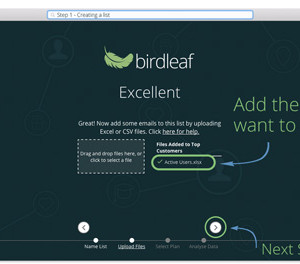 Step 1 - Creating a list
birdleaf
Excellent
Add the
want to
Great! Now add some emails to this list by uploading
Excel or CSV files. Click here for help.
Files Added to Top
Customers
Drag and drop files here, or
click to select a file
✓ Active Users.xlsx
Name List
Upload Files
Select Plan
Analyse Data
Next S